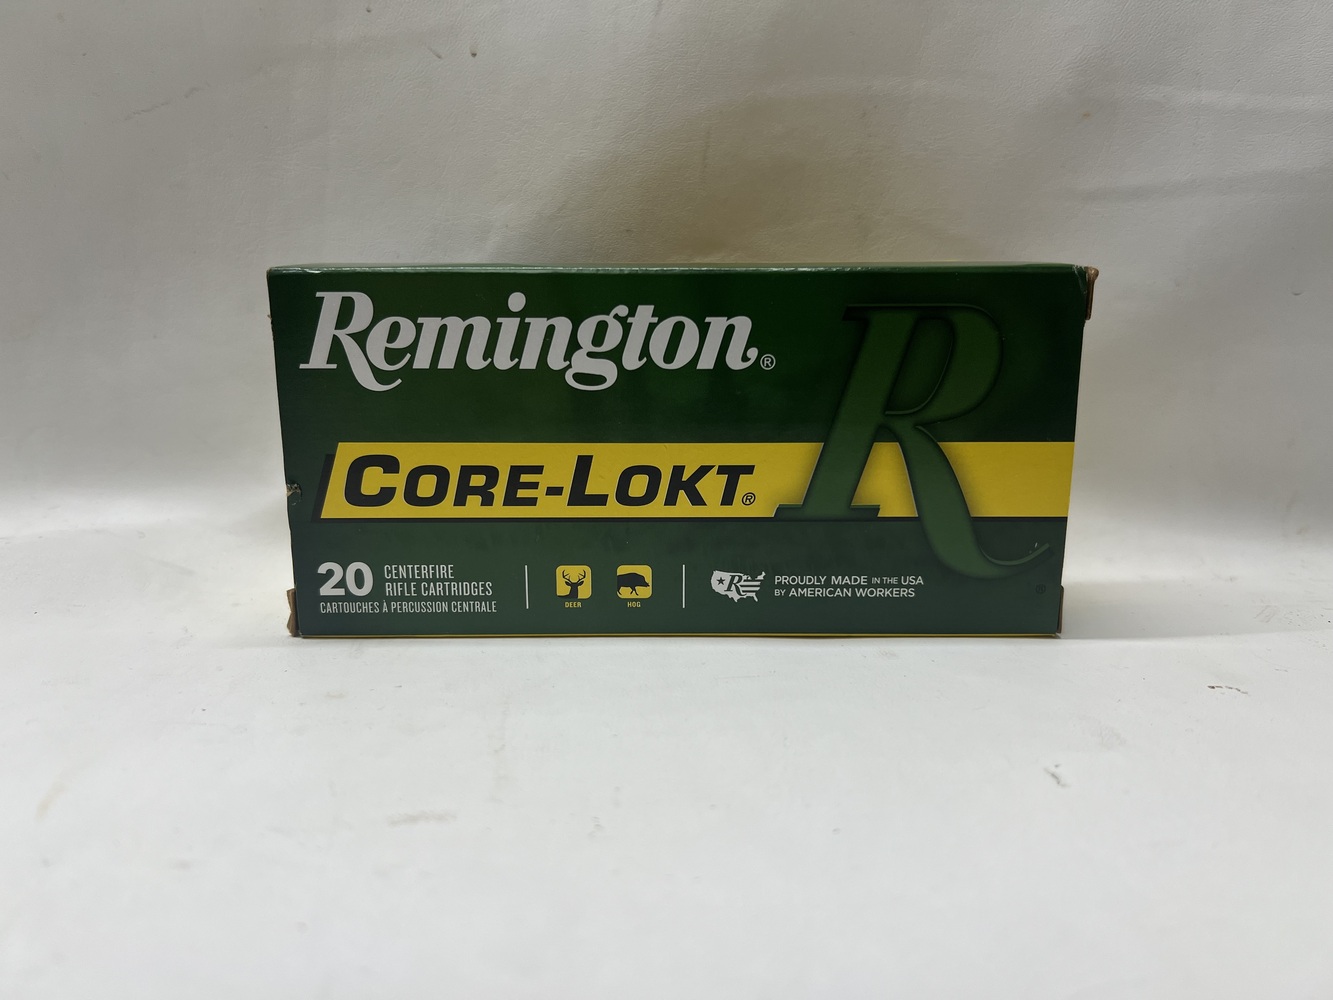 Remington®
CORE-LOKT®
R
20 CENTERFIRE
RIFLE CARTRIDGES
CARTOUCHES À PERCUSSION CENTRALE
DEER
HOG
R
PROUDLY MADE IN THE USA
BY AMERICAN WORKERS
®